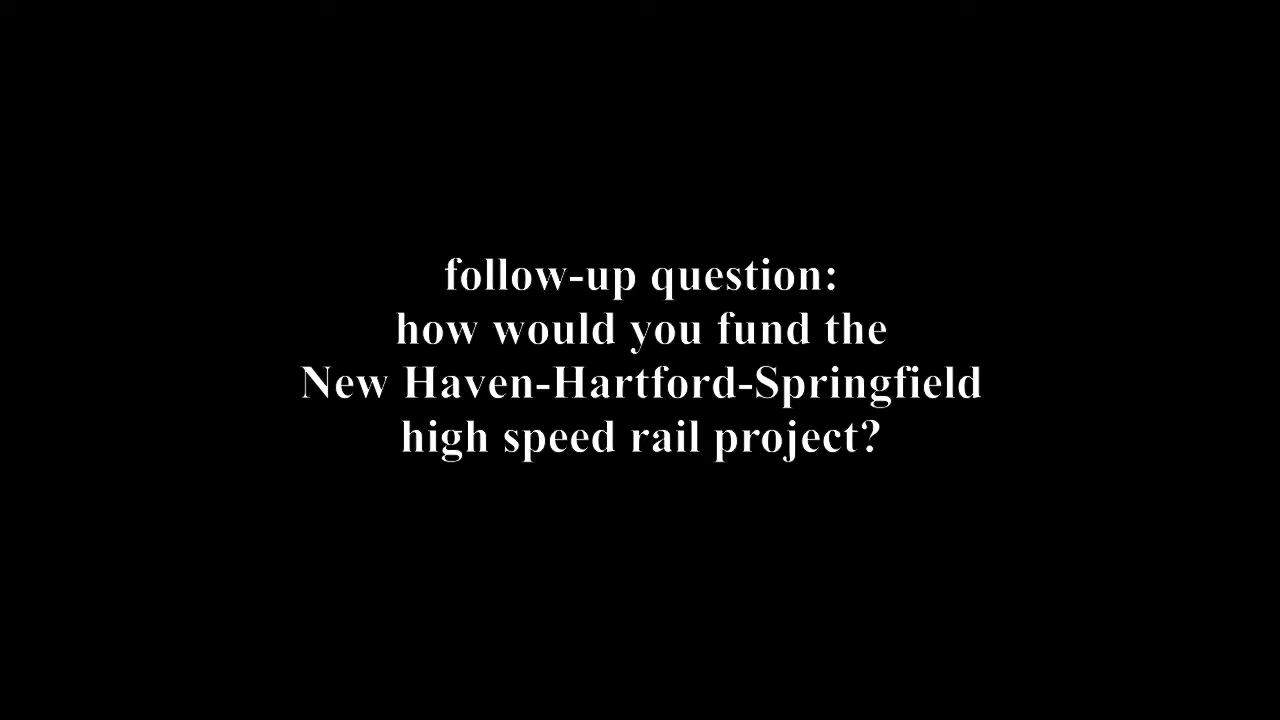 follow-up question:
how would you fund the
New Haven-Hartford-Springfield
high speed rail project?